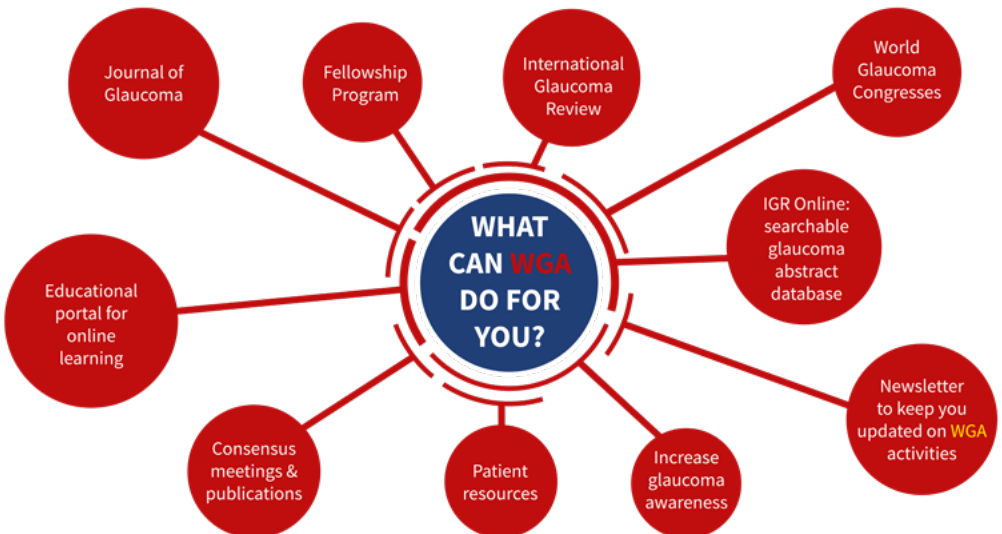 Journal of
Glaucoma
Fellowship
Program
International
Glaucoma
Review
World
Glaucoma
Congresses
WHAT
CAN WGA
DO FOR
YOU?
IGR Online:
searchable
glaucoma
abstract
database
Educational
portal for
online
learning
Newsletter
to keep you
updated on WGA
activities
Consensus
meetings &
publications
Patient
resources
Increase
glaucoma
awareness